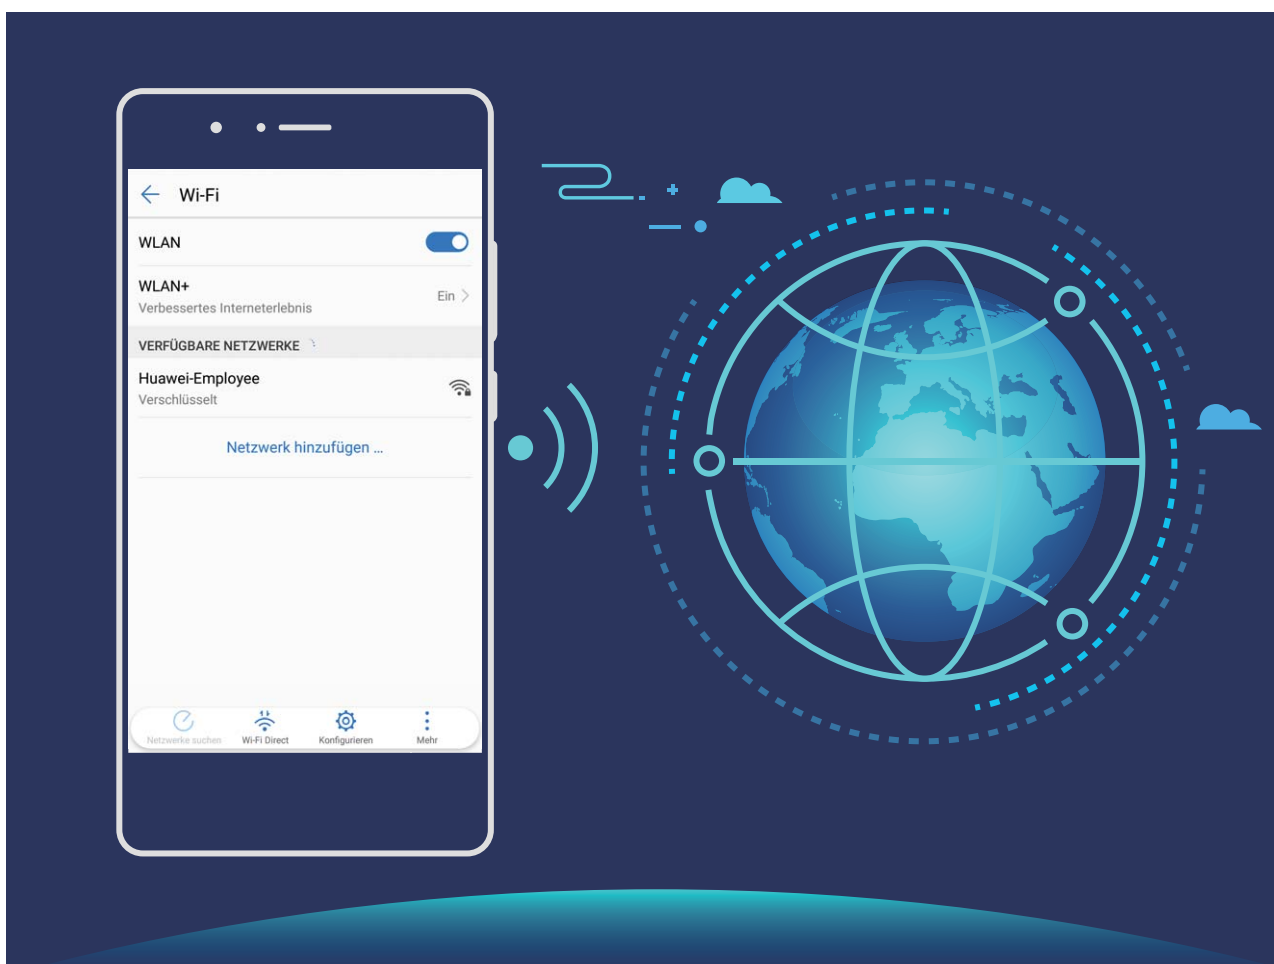 Wi-Fi
WLAN
WLAN+
Verbessertes Interneterlebnis
Ein
VERFÜGBARE NETZWERKE
Huawei-Employee
Verschlüsselt
Netzwerk hinzufügen ...
Netzwerke suchen
Wi-Fi Direct
Konfigurieren
Mehr